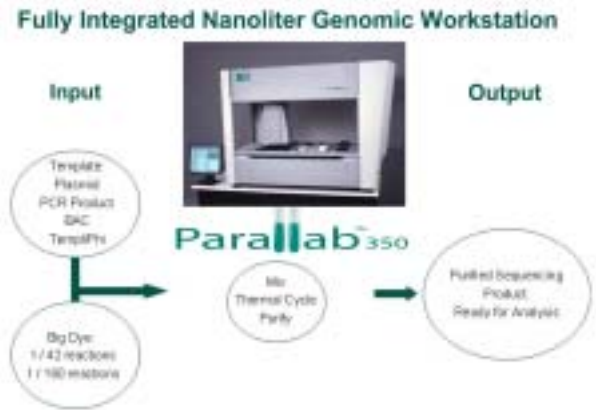 Fully Integrated Nanoliter Genomic Workstation
Input
Output
Template
Plasmid
PCR Product
BAC
TempliPhi
Parallab™ 350
Mix
Thermal Cycle
Purify
Purified Sequencing
Product
Ready for Analysis
Big Dye
1 / 42 reactions
1 / 160 reactions